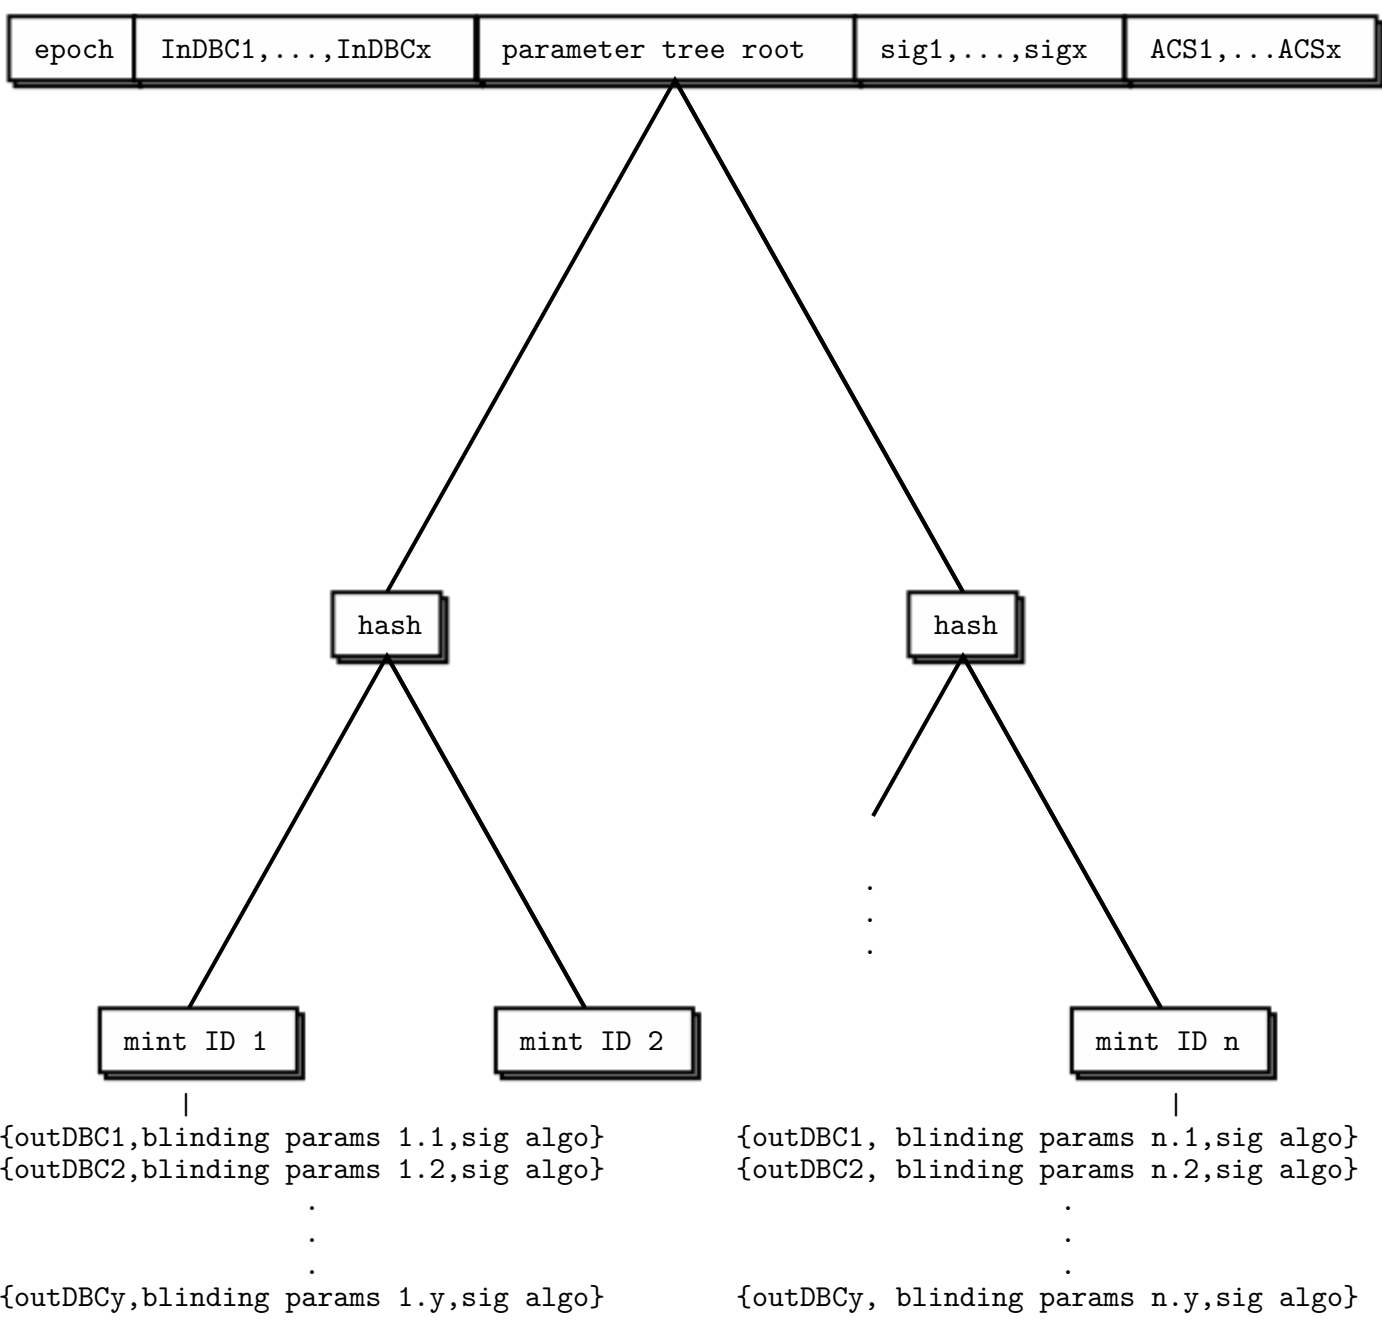 epoch InDBC1,...,InDBCx parameter tree root sig1,...,sigx ACS1,...ACSx
hash hash
.
.
.
mint ID 1 mint ID 2 mint ID n
| |
{outDBC1,blinding params 1.1,sig algo} {outDBC1, blinding params n.1,sig algo}
{outDBC2,blinding params 1.2,sig algo} {outDBC2, blinding params n.2,sig algo}
. .
. .
. .
{outDBCy,blinding params 1.y,sig algo} {outDBCy, blinding params n.y,sig algo}